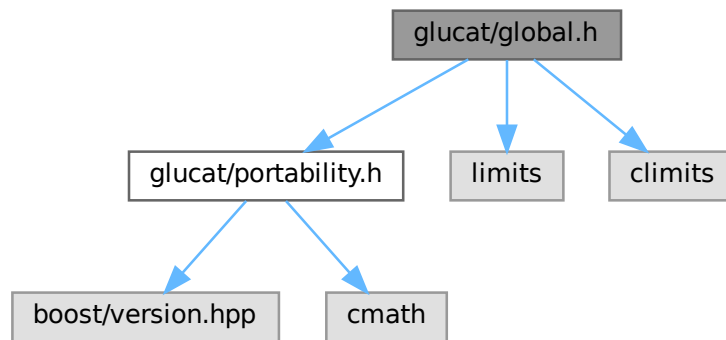 glucat/global.h
glucat/portability.h
limits
climits
boost/version.hpp
cmath